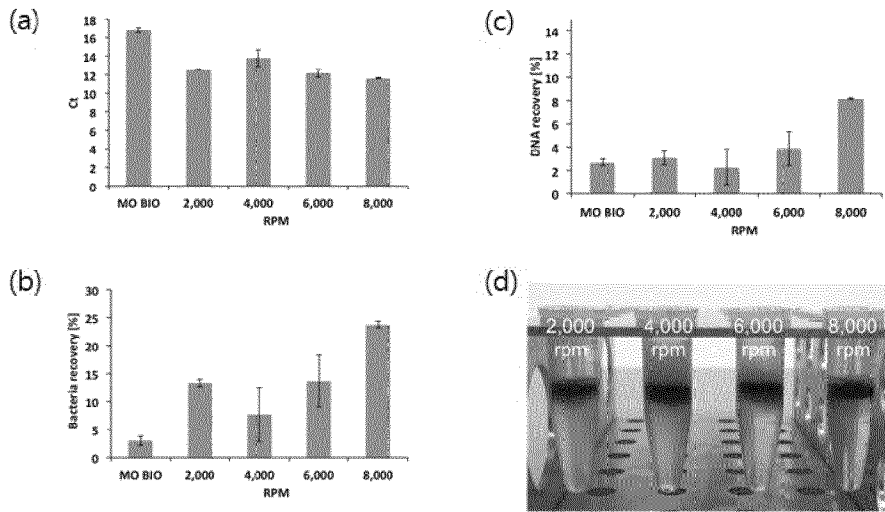 (a)
18
16
14
12
10
8
6
4
2
0
Ct
MO BIO 2,000 4,000 6,000 8,000
RPM
(c)
14
12
10
8
6
4
2
0
DNA recovery [%]
MO BIO 2,000 4,000 6,000 8,000
RPM
(b)
30
25
20
15
10
5
0
Bacteria recovery [%]
MO BIO 2,000 4,000 6,000 8,000
RPM
(d)
2,000 4,000 6,000 8,000
rpm rpm rpm rpm